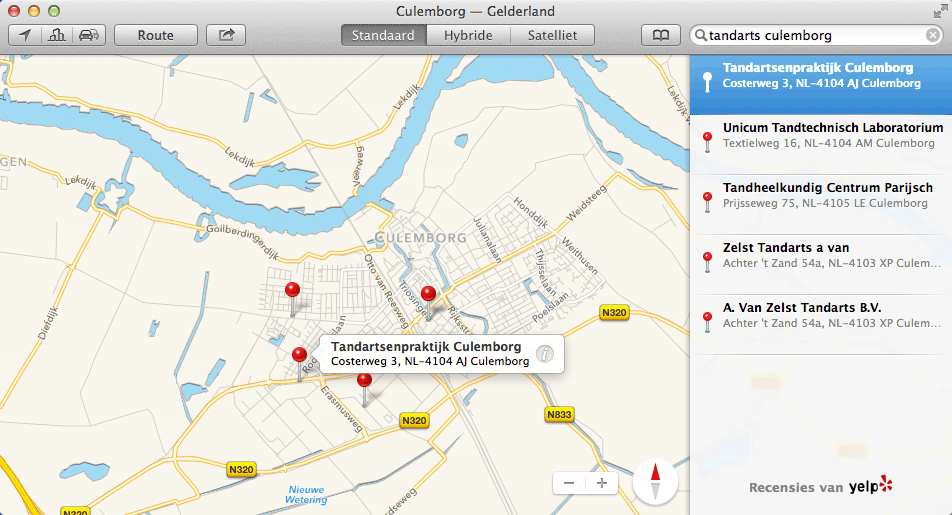 Culemborg — Gelderland
Route
Standaard
Hybride
Satelliet
tandarts culemborg
Tandartsenpraktijk Culemborg
Costerweg 3, NL-4104 AJ Culemborg
Unicum Tandtechnisch Laboratorium
Textielweg 16, NL-4104 AM Culemborg
Tandheelkundig Centrum Parijsch
Prijsseweg 75, NL-4105 LE Culemborg
Zelst Tandarts a van
Achter 't Zand 54a, NL-4103 XP Culem...
A. Van Zelst Tandarts B.V.
Achter 't Zand 54a, NL-4103 XP Culem...
Recensies van yelp
Lekdijk
Lekdijk
Lekdijk
Veerweg
GEN
Lekdijk
Goilberdingerdijk
CULEMBORG
Honddijk
Weidsteeg
Julianalaan
Weithusen
Thijsselaan
Otto van Reesweg
Triosingel
Poelslaan
Diefdijk
Rijksstr
N320
Tandartsenpraktijk Culemborg
Costerweg 3, NL-4104 AJ Culemborg
Erasmusweg
N320
N833
N320
Nieuwe
Wetering
N320